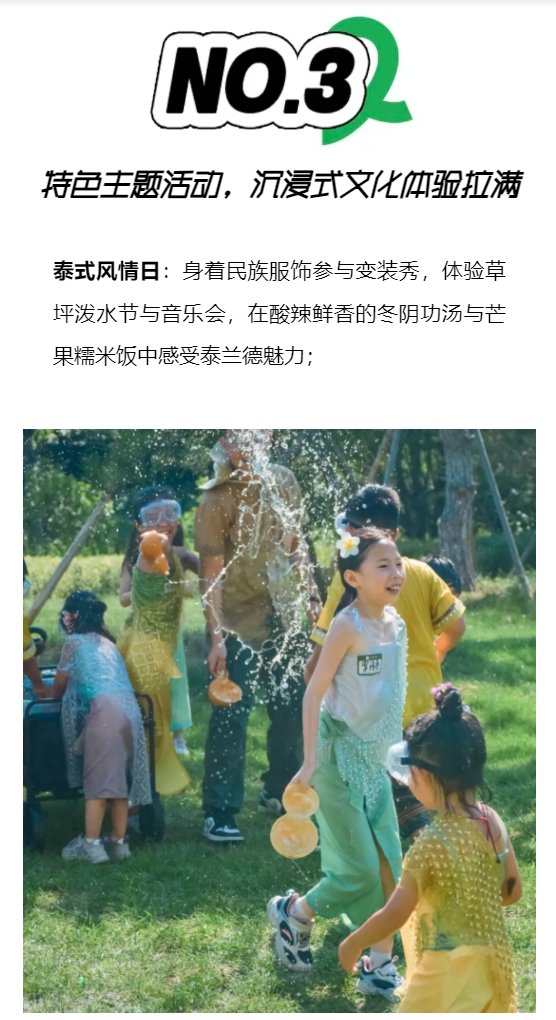 NO.3
特色主题活动，沉浸式文化体验拉满
泰式风情日：身着民族服饰参与变装秀，体验草
坪泼水节与音乐会，在酸辣鲜香的冬阴功汤与芒
果糯米饭中感受泰兰德魅力；